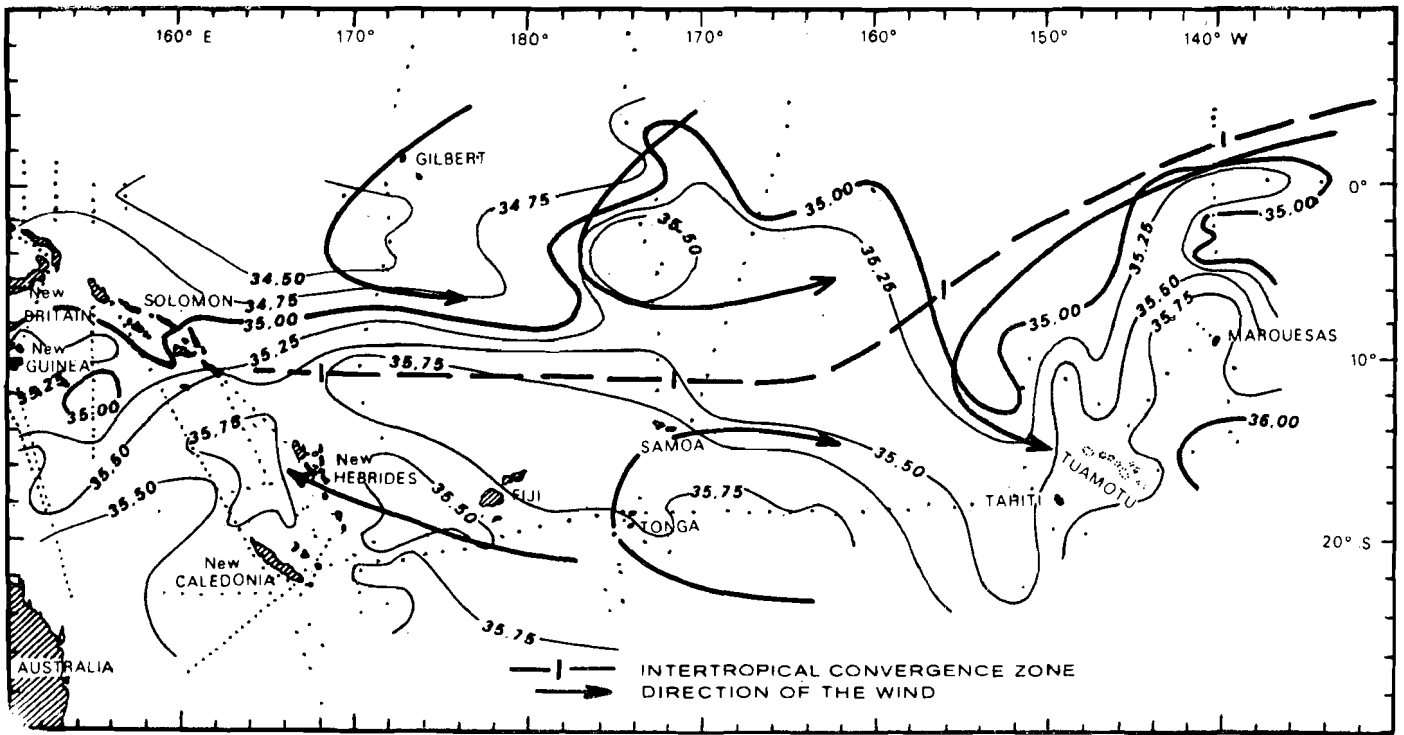 160° E
170°
180°
170°
160°
150°
140° W
GILBERT
0°
34.75
35.50
35.00
35.00
35.25
35.25
34.50
34.75
35.00
35.25
SOLOMON
New
BRITAIN
New
GUINEA
35.25
35.00
35.00
35.50
35.75
MAROUESAS
10°
35.75
35.75
35.50
35.50
New
HEBRIDES
35.50
FIJI
SAMOA
35.75
TONGA
35.50
36.00
TUAMOTU
TAHITI
20° S
New
CALEDONIA
35.75
AUSTRALIA
INTERTROPICAL CONVERGENCE ZONE
DIRECTION OF THE WIND